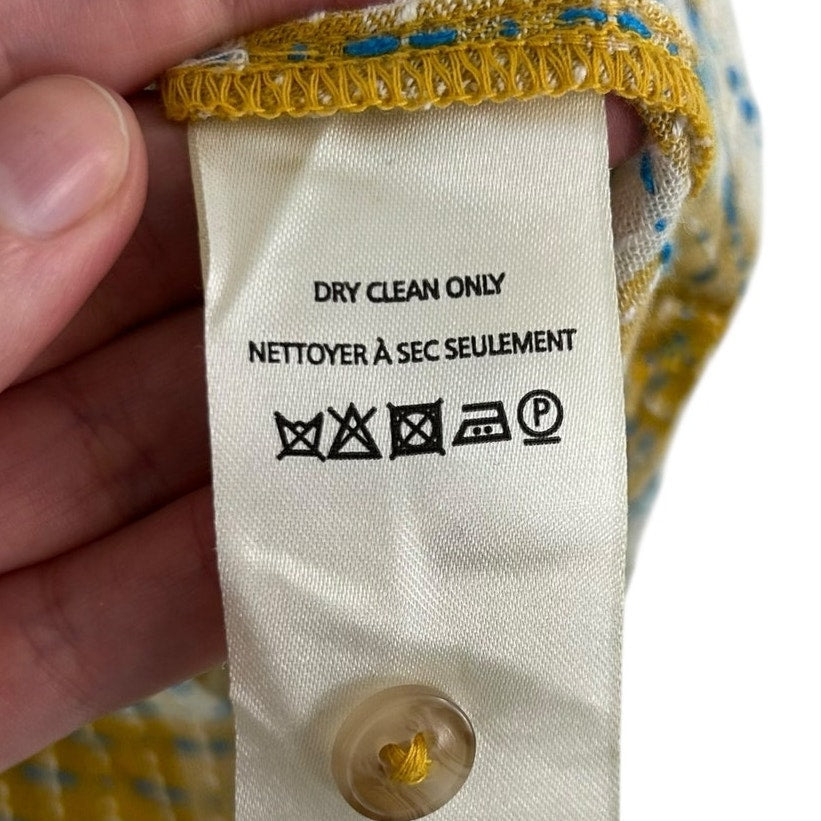 DRY CLEAN ONLY
NETTOYER À SEC SEULEMENT
P